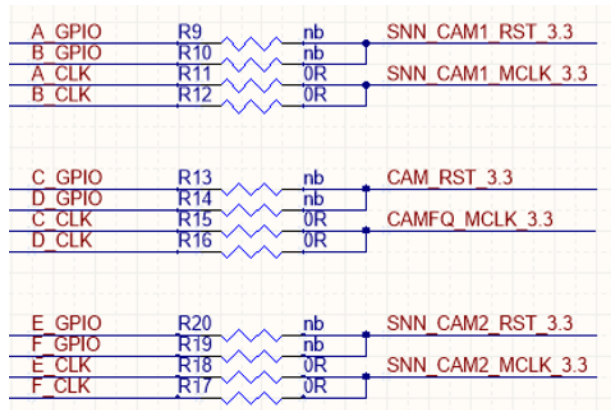 A_GPIO R9 nb SNN_CAM1_RST_3.3
B_GPIO R10 nb
A_CLK R11 0R SNN_CAM1_MCLK_3.3
B_CLK R12 0R
C_GPIO R13 nb CAM_RST_3.3
D_GPIO R14 nb
C_CLK R15 0R CAMFQ_MCLK_3.3
D_CLK R16 0R
E_GPIO R20 nb SNN_CAM2_RST_3.3
F_GPIO R19 nb
E_CLK R18 0R SNN_CAM2_MCLK_3.3
F_CLK R17 0R